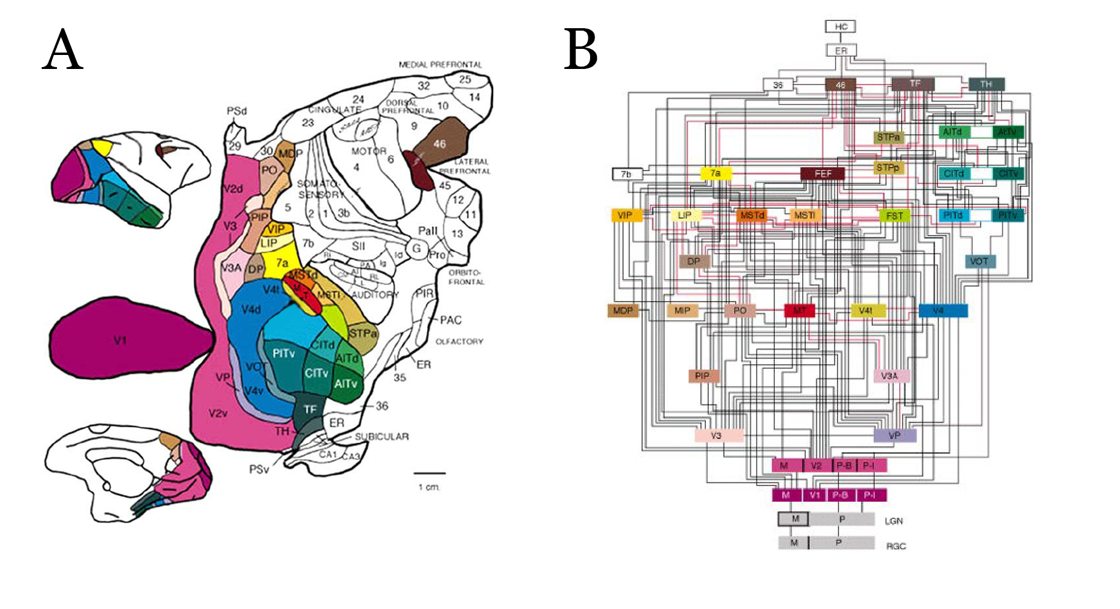 A
MEDIAL PREFRONTAL
25
32
14
24
DORSAL
PREFRONTAL
10
CINGULATE
PSd
23
9
29
30
MDP
MOTOR
46
4
6
LATERAL
PREFRONTAL
PO
V2d
SOMATO-
SENSORY
45
12
11
5
2
1
3b
PIP
V3
VIP
13
LIP
7b
SII
G
Pall
Pro
Ig
Id
RI
PA
V3A
DP
7a
MSTd
ORBITO-
FRONTAL
V4t
MSTl
AUDITORY
PIR
V4d
PAC
V1
STPa
OLFACTORY
CITd
PITv
AITd
ER
VOT
CITv
AITv
35
VP
V4v
V2v
TF
36
ER
TH
SUBICULAR
PSv
CA1
CA3
1 cm.
B
HC
ER
36
46
TF
TH
STPa
AITd
AITv
7b
7a
FEF
STPp
CITd
CITv
VIP
LIP
MSTd
MSTl
FST
PITd
PITv
DP
VOT
MDP
MIP
PO
MT
V4t
V4
PIP
V3A
V3
VP
M
V2
P-B
P-I
M
V1
P-B
P-I
M
P
LGN
M
P
RGC